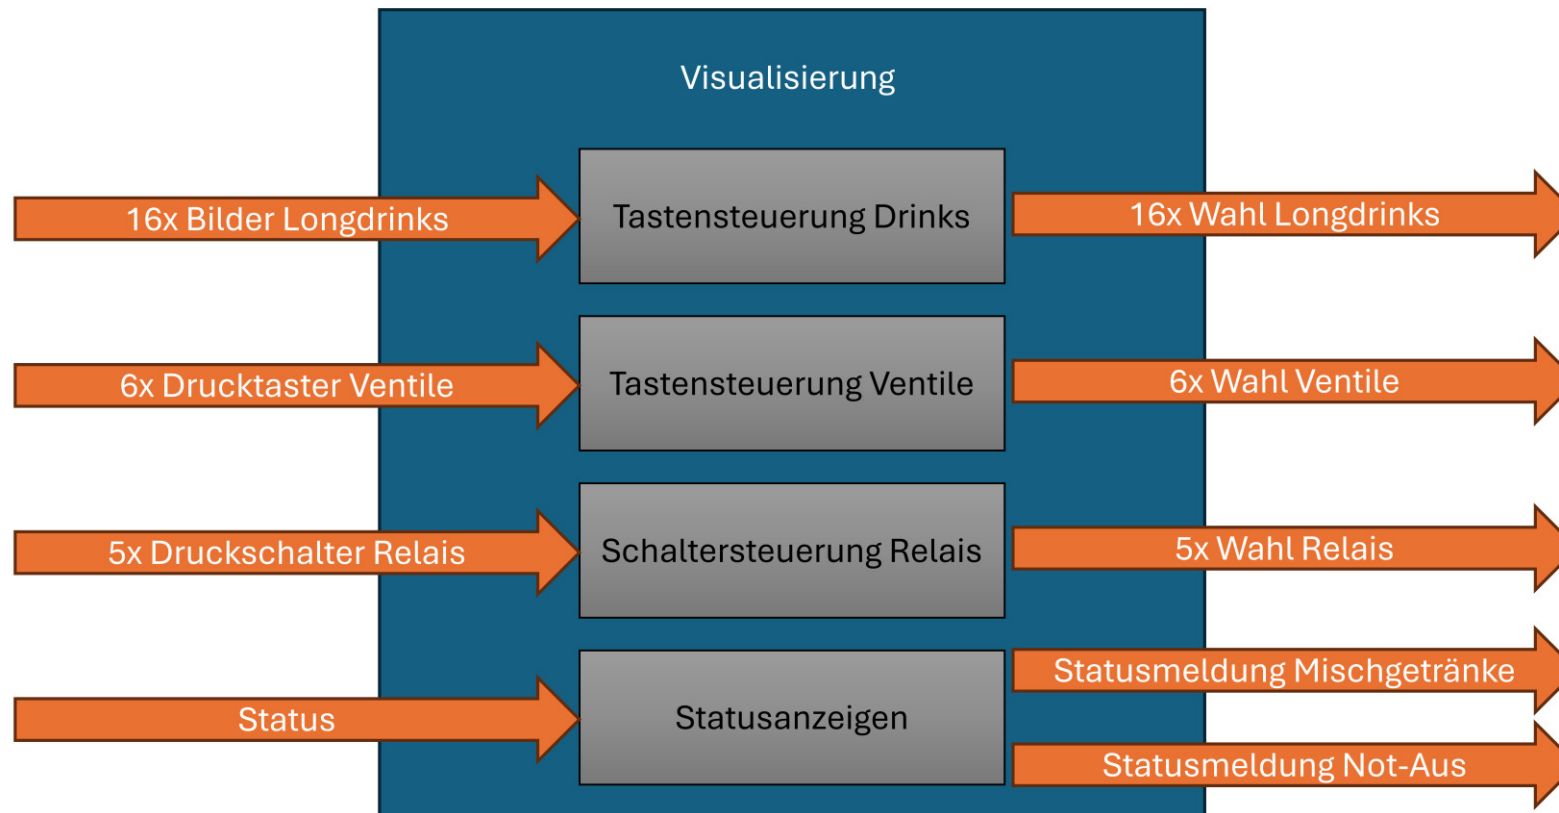 Visualisierung
16x Bilder Longdrinks
Tastensteuerung Drinks
16x Wahl Longdrinks
6x Drucktaster Ventile
Tastensteuerung Ventile
6x Wahl Ventile
5x Druckschalter Relais
Schaltersteuerung Relais
5x Wahl Relais
Status
Statusanzeigen
Statusmeldung Mischgetränke
Statusmeldung Not-Aus